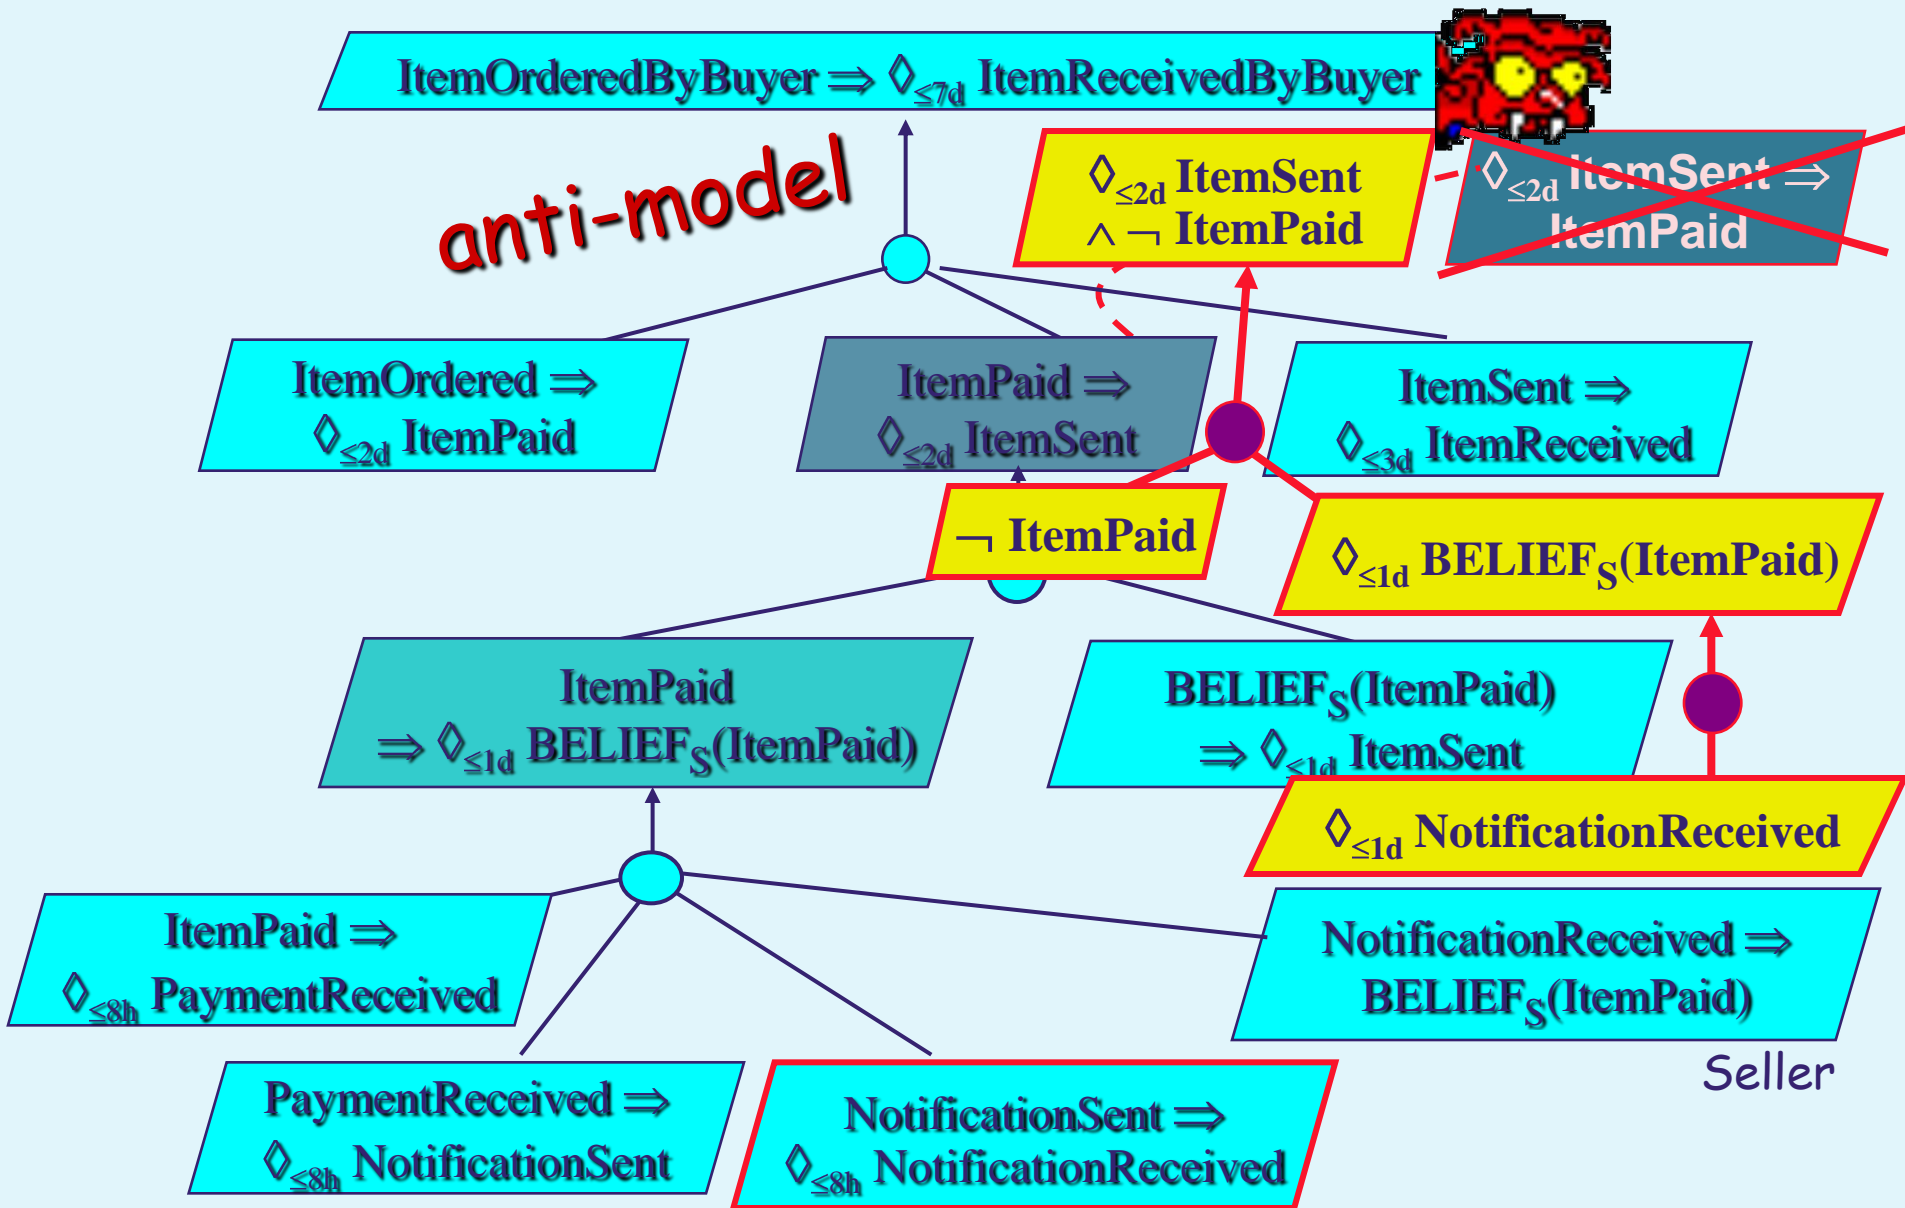 ItemOrderedByBuyer ⇒ ◊≤7d ItemReceivedByBuyer
anti-model
◊≤2d ItemSent
∧ ¬ ItemPaid
◊≤2d ItemSent ⇒
ItemPaid
ItemOrdered ⇒
◊≤2d ItemPaid
ItemPaid ⇒
◊≤2d ItemSent
ItemSent ⇒
◊≤3d ItemReceived
¬ ItemPaid
◊≤1d BELIEFS(ItemPaid)
ItemPaid
⇒ ◊≤1d BELIEFS(ItemPaid)
BELIEFS(ItemPaid)
⇒ ◊≤1d ItemSent
◊≤1d NotificationReceived
ItemPaid ⇒
◊≤8h PaymentReceived
NotificationReceived ⇒
BELIEFS(ItemPaid)
Seller
PaymentReceived ⇒
◊≤8h NotificationSent
NotificationSent ⇒
◊≤8h NotificationReceived